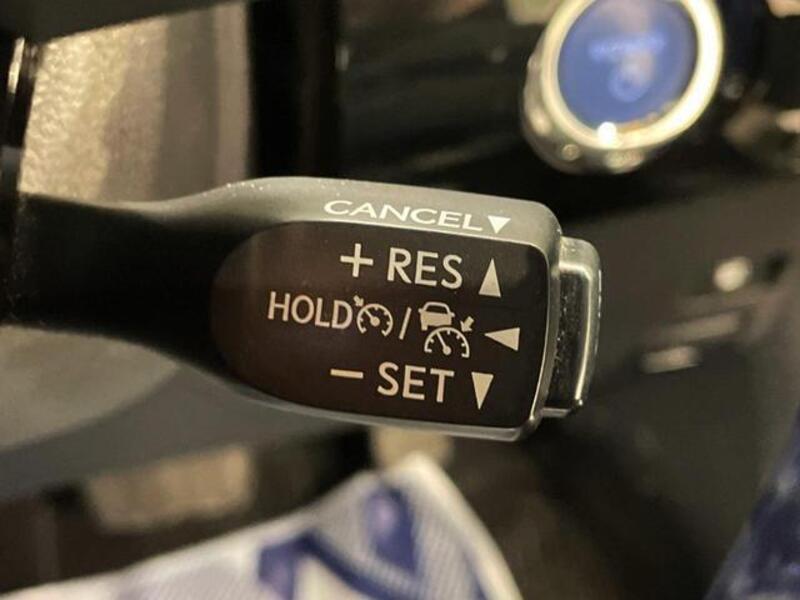 CANCEL▼
+ RES ▲
HOLD / ◀
− SET ▼